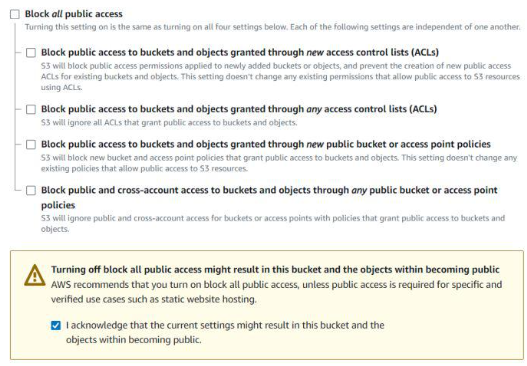 Block all public access
Turning this setting on is the same as turning on all four settings below. Each of the following settings are independent of one another.
Block public access to buckets and objects granted through new access control lists (ACLs)
S3 will block public access permissions applied to newly added buckets or objects, and prevent the creation of new public access
ACLs for existing buckets and objects. This setting doesn't change any existing permissions that allow public access to S3 resources
using ACLs.
Block public access to buckets and objects granted through any access control lists (ACLs)
S3 will ignore all ACLs that grant public access to buckets and objects.
Block public access to buckets and objects granted through new public bucket or access point policies
S3 will block new bucket and access point policies that grant public access to buckets and objects. This setting doesn't change any
existing policies that allow public access to S3 resources.
Block public and cross-account access to buckets and objects through any public bucket or access point
policies
S3 will ignore public and cross-account access for buckets or access points with policies that grant public access to buckets and
objects.
Turning off block all public access might result in this bucket and the objects within becoming public
AWS recommends that you turn on block all public access, unless public access is required for specific and
verified use cases such as static website hosting.
I acknowledge that the current settings might result in this bucket and the
objects within becoming public.